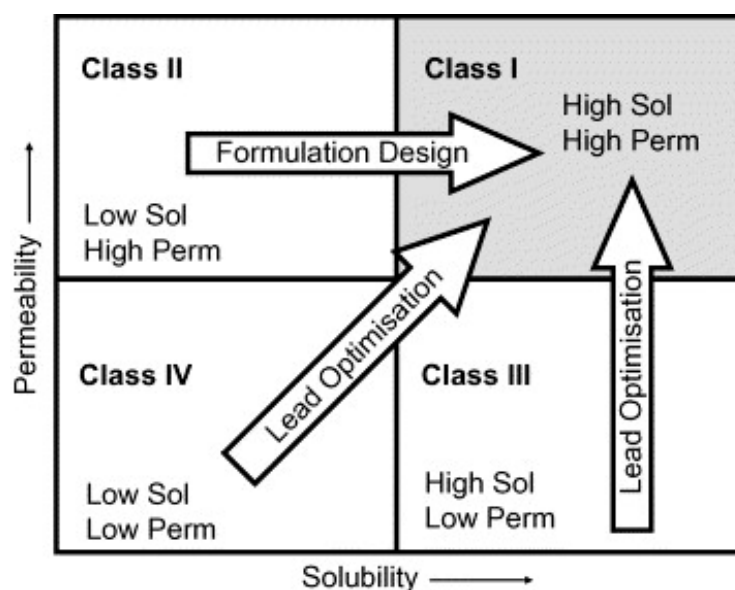 Class II
Class I
High Sol
High Perm
Formulation Design
Low Sol
High Perm
Permeability
Class IV
Lead Optimisation
Class III
Lead Optimisation
Low Sol
Low Perm
High Sol
Low Perm
Solubility